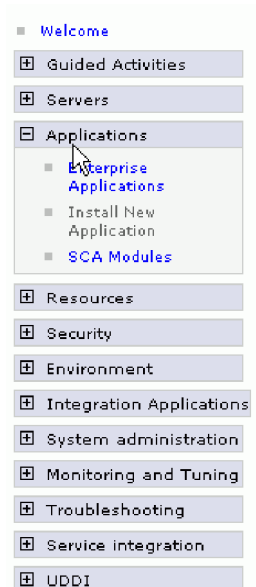 Welcome
Guided Activities
Servers
Applications
Enterprise
Applications
Install New
Application
SCA Modules
Resources
Security
Environment
Integration Applications
System administration
Monitoring and Tuning
Troubleshooting
Service integration
UDDI